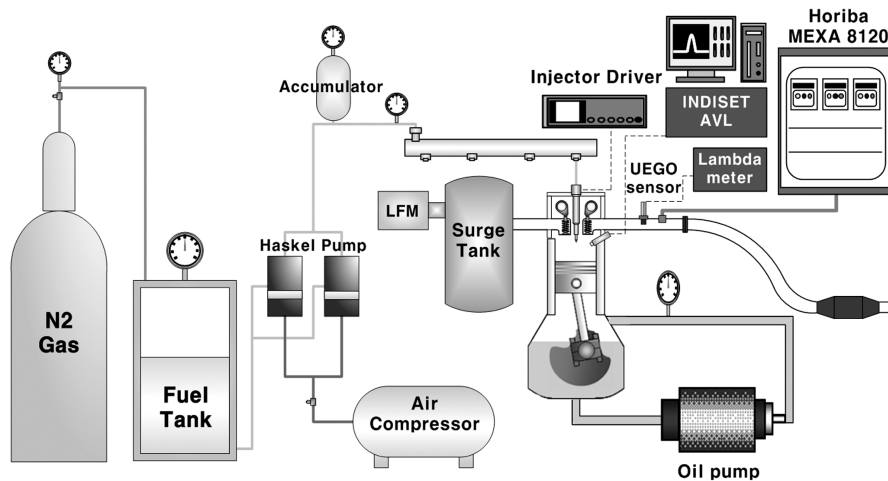 Horiba
MEXA 8120
Accumulator
Injector Driver
INDISET
AVL
UEGO
sensor
Lambda
meter
LFM
Surge
Tank
Haskel Pump
N2
Gas
Fuel
Tank
Air
Compressor
Oil pump